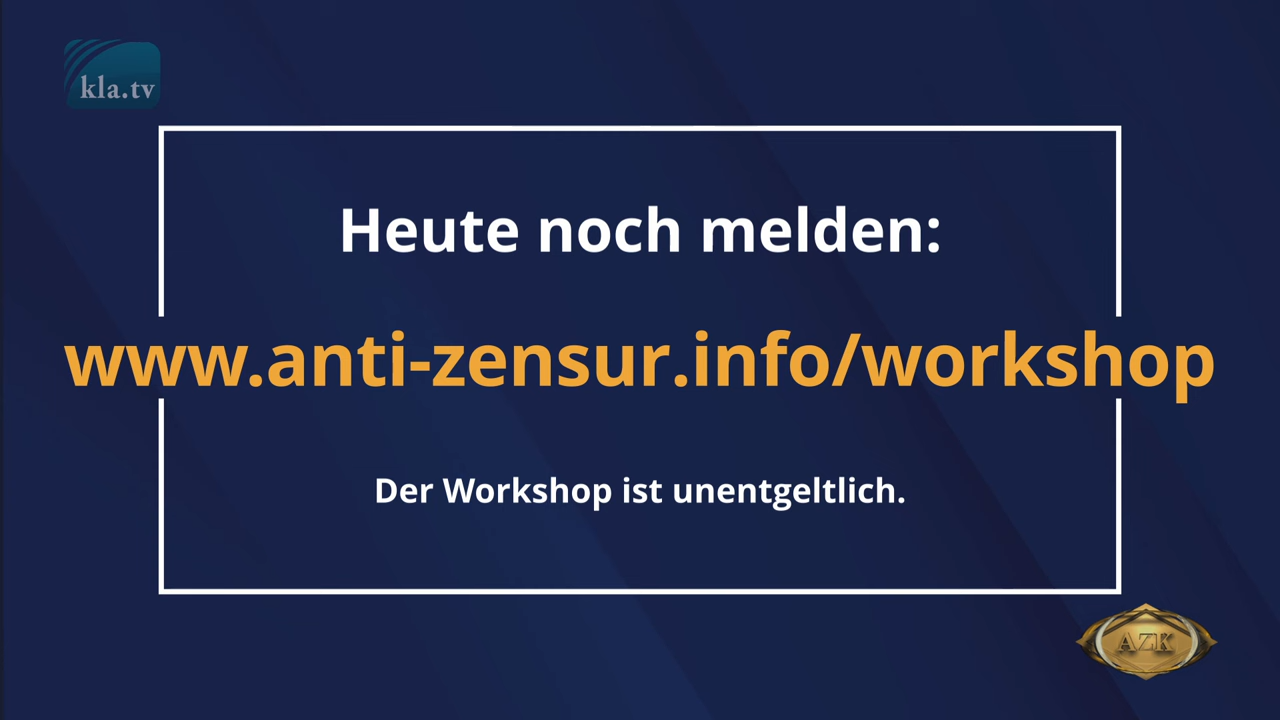 kla.tv
Heute noch melden:
www.anti-zensur.info/workshop
Der Workshop ist unentgeltlich.
AZK